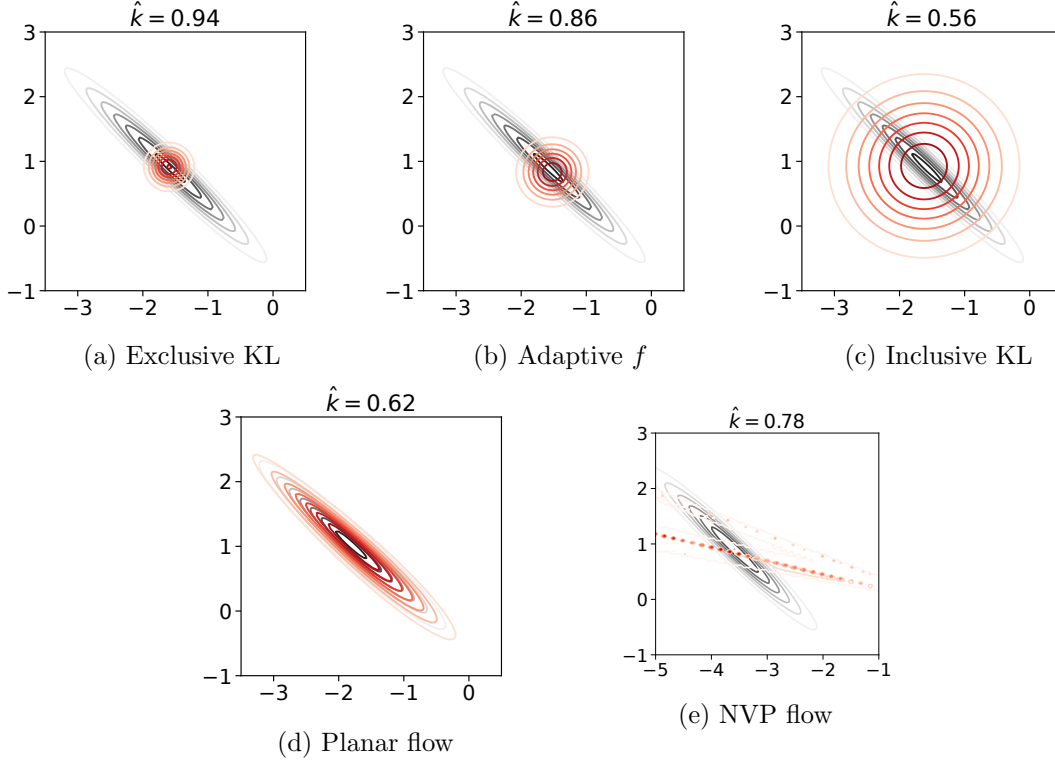 k̂ = 0.94
k̂ = 0.86
k̂ = 0.56
3
2
1
0
−1
−3 −2 −1 0
3
2
1
0
−1
−3 −2 −1 0
3
2
1
0
−1
−3 −2 −1 0
(a) Exclusive KL
(b) Adaptive f
(c) Inclusive KL
k̂ = 0.62
3
2
1
0
−1
−3 −2 −1 0
(d) Planar flow
k̂ = 0.78
3
2
1
0
−1
−5 −4 −3 −2 −1
(e) NVP flow